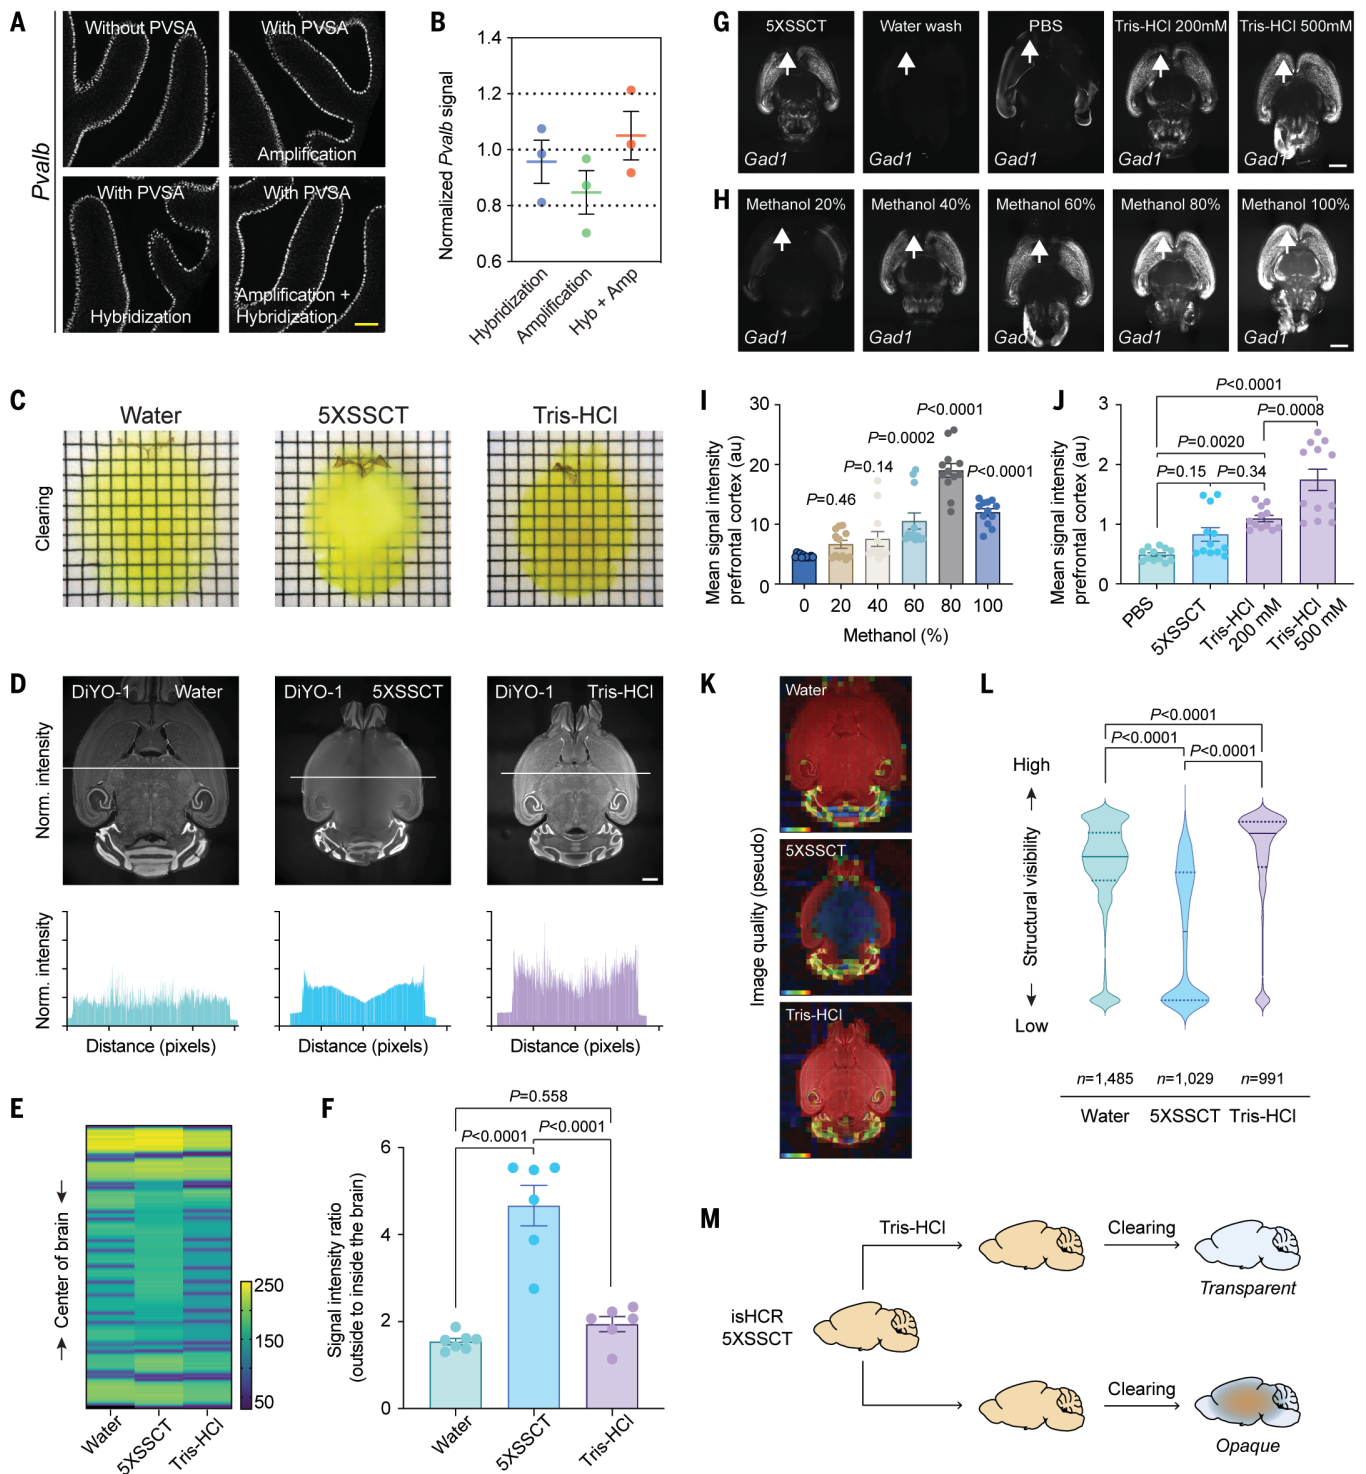 A
Pvalb
Without PVSA
With PVSA
Amplification
With PVSA
Hybridization
With PVSA
Amplification +
Hybridization
B
Normalized Pvalb signal
1.4
1.2
1.0
0.8
0.6
Hybridization
Amplification
Hyb + Amp
G
5XSSCT
Water wash
PBS
Tris-HCl 200mM
Tris-HCl 500mM
Gad1
Gad1
Gad1
Gad1
H
Methanol 20%
Methanol 40%
Methanol 60%
Methanol 80%
Methanol 100%
Gad1
Gad1
Gad1
Gad1
Gad1
C
Clearing
Water
5XSSCT
Tris-HCl
I
Mean signal intensity
prefrontal cortex (au)
30
20
10
0
P=0.46
P=0.14
P=0.0002
P<0.0001
P<0.0001
0
20
40
60
80
100
Methanol (%)
J
Mean signal intensity
prefrontal cortex (au)
3
2
1
0
P<0.0001
P=0.0008
P=0.0020
P=0.15
P=0.34
PBS
5XSSCT
Tris-HCl
200 mM
Tris-HCl
500 mM
D
Norm. intensity
DiYO-1
Water
DiYO-1
5XSSCT
DiYO-1
Tris-HCl
Norm. intensity
Distance (pixels)
Distance (pixels)
Distance (pixels)
K
Image quality (pseudo)
Water
5XSSCT
Tris-HCl
L
High
Structural visibility
Low
P<0.0001
P<0.0001
P<0.0001
n=1,485
n=1,029
n=991
Water
5XSSCT
Tris-HCl
E
Center of brain
250
150
50
Water
5XSSCT
Tris-HCl
F
Signal intensity ratio
(outside to inside the brain)
6
4
2
0
P=0.558
P<0.0001
P<0.0001
Water
5XSSCT
Tris-HCl
M
isHCR
5XSSCT
Tris-HCl
Clearing
Transparent
Clearing
Opaque